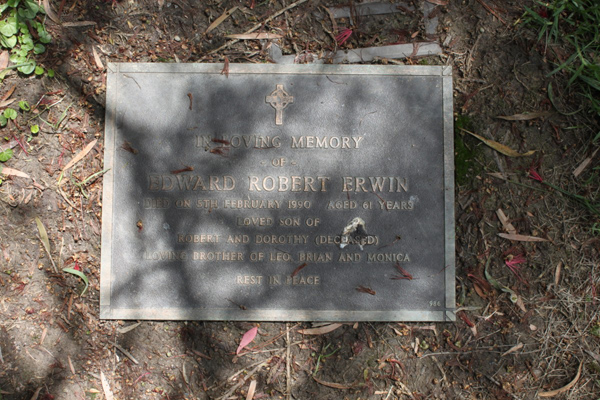 IN LOVING MEMORY
OF
EDWARD ROBERT ERWIN
DIED ON 5TH FEBRUARY 1990 AGED 61 YEARS
LOVED SON OF
ROBERT AND DOROTHY (DECEASED)
LOVING BROTHER OF LEO, BRIAN AND MONICA
REST IN PEACE